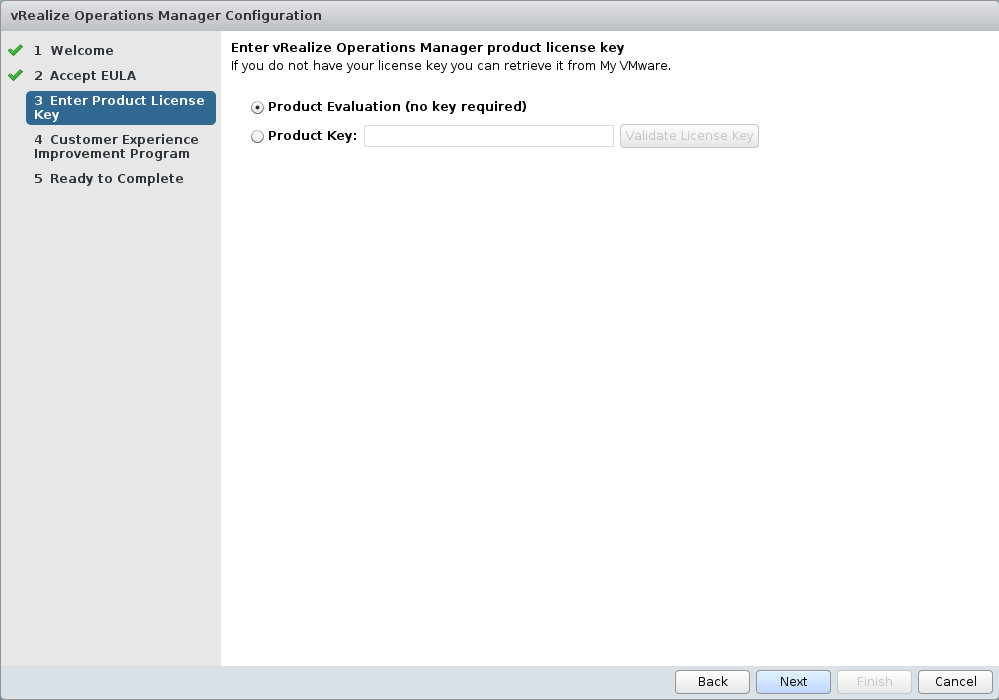 vRealize Operations Manager Configuration
1 Welcome
2 Accept EULA
3 Enter Product License
Key
4 Customer Experience
Improvement Program
5 Ready to Complete
Enter vRealize Operations Manager product license key
If you do not have your license key you can retrieve it from My VMware.
Product Evaluation (no key required)
Product Key: Validate License Key
Back Next Finish Cancel